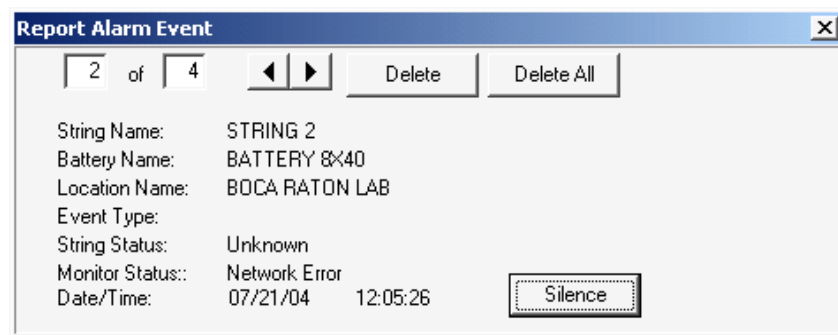 Report Alarm Event
2 of 4 Delete Delete All
String Name: STRING 2
Battery Name: BATTERY 8X40
Location Name: BOCA RATON LAB
Event Type:
String Status: Unknown
Monitor Status:: Network Error
Date/Time: 07/21/04 12:05:26
Silence